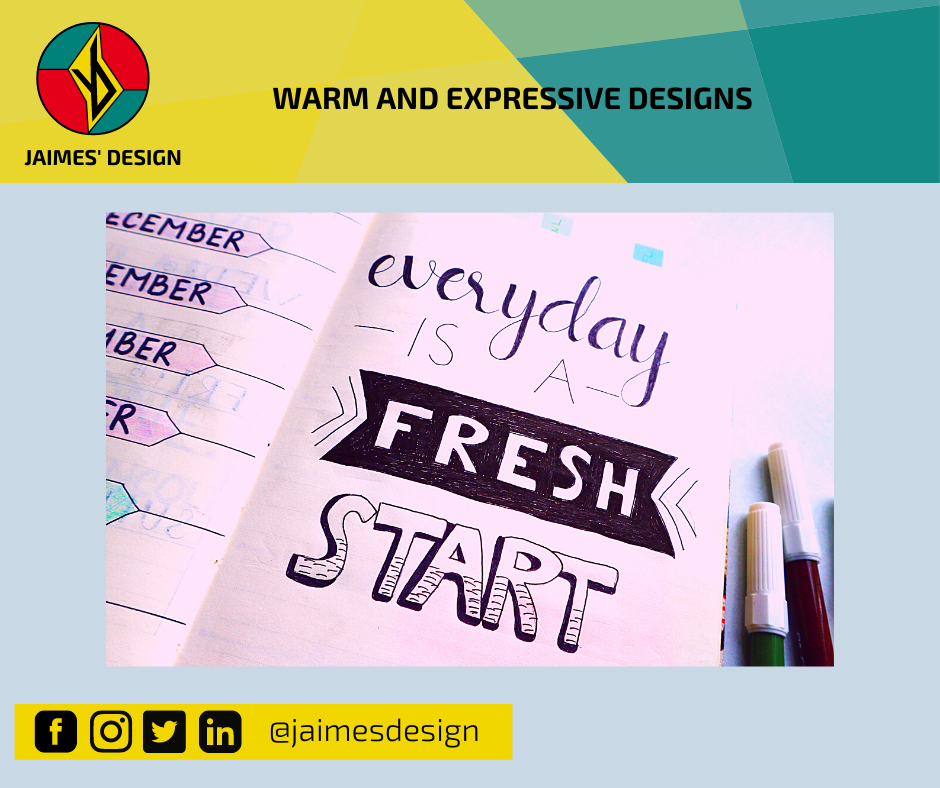 WARM AND EXPRESSIVE DESIGNS
JAIMES' DESIGN
ECEMBER
EMBER
MBER
ER
everyday
IS
A
FRESH
START
@jaimesdesign